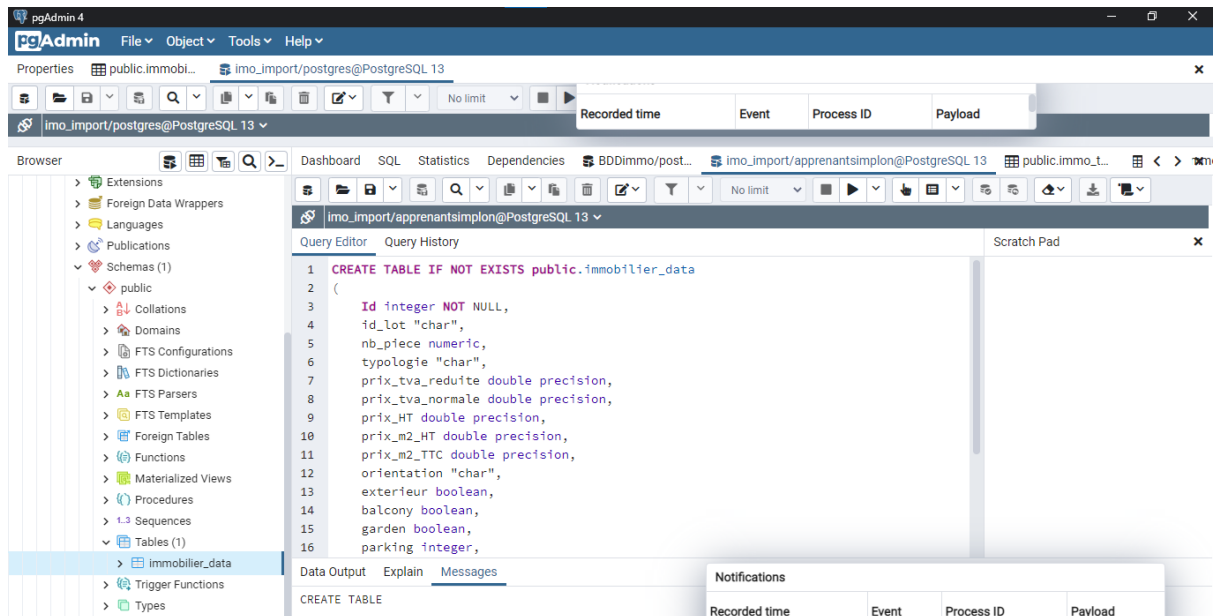 pgAdmin 4
pgAdmin File Object Tools Help
Properties public.immobi... imo_import/postgres@PostgreSQL 13
No limit
Recorded time Event Process ID Payload
imo_import/postgres@PostgreSQL 13
Browser
Dashboard SQL Statistics Dependencies BDDimmo/post... imo_import/apprenantsimplon@PostgreSQL 13 public.immo_t...
Extensions
Foreign Data Wrappers
Languages
Publications
Schemas (1)
public
Collations
Domains
FTS Configurations
FTS Dictionaries
Aa FTS Parsers
FTS Templates
Foreign Tables
Functions
Materialized Views
Procedures
1..3 Sequences
Tables (1)
immobilier_data
Trigger Functions
Types
No limit
imo_import/apprenantsimplon@PostgreSQL 13
Query Editor Query History
Scratch Pad
1 CREATE TABLE IF NOT EXISTS public.immobilier_data
2 (
3 Id integer NOT NULL,
4 id_lot "char",
5 nb_piece numeric,
6 typologie "char",
7 prix_tva_reduite double precision,
8 prix_tva_normale double precision,
9 prix_HT double precision,
10 prix_m2_HT double precision,
11 prix_m2_TTC double precision,
12 orientation "char",
13 exterieur boolean,
14 balcony boolean,
15 garden boolean,
16 parking integer,
Data Output Explain Messages
CREATE TABLE
Notifications
Recorded time Event Process ID Payload